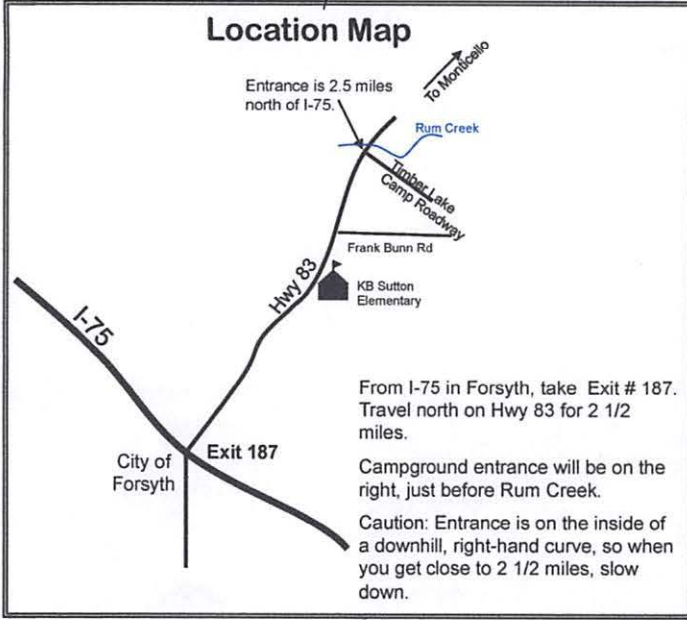 Location Map
To Monticello
Entrance is 2.5 miles
north of I-75.
Rum Creek
Timber Lake
Camp Roadway
Frank Bunn Rd
Hwy 83
KB Sutton
Elementary
I-75
From I-75 in Forsyth, take Exit # 187.
Travel north on Hwy 83 for 2 1/2
miles.
Exit 187
City of
Forsyth
Campground entrance will be on the
right, just before Rum Creek.
Caution: Entrance is on the inside of
a downhill, right-hand curve, so when
you get close to 2 1/2 miles, slow
down.